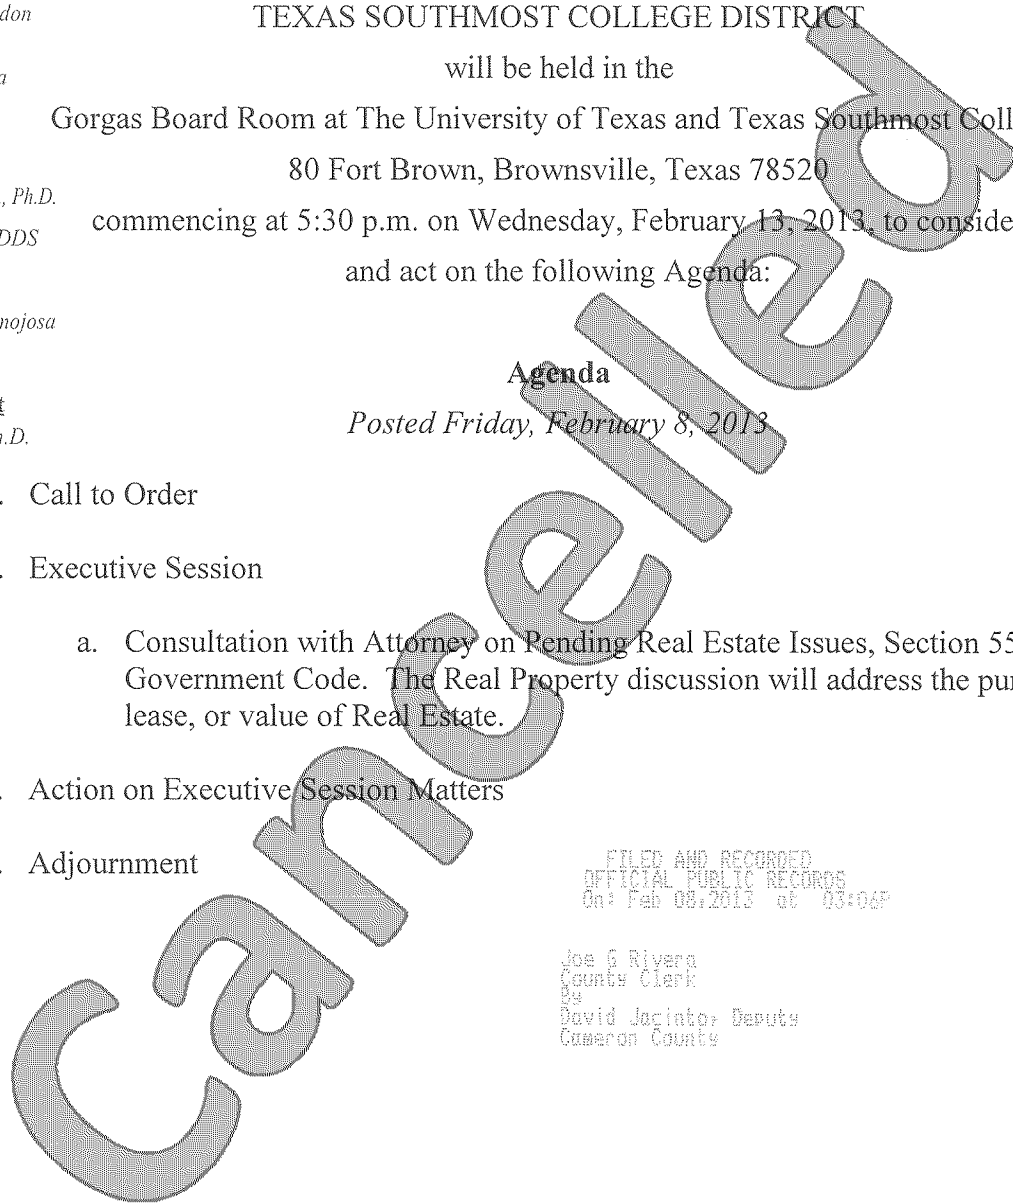 don
TEXAS SOUTHMOST COLLEGE DISTRICT
will be held in the
a
Gorgas Board Room at The University of Texas and Texas Southmost Coll
80 Fort Brown, Brownsville, Texas 78520
, Ph.D.
commencing at 5:30 p.m. on Wednesday, February 13, 2013, to conside
DDS
and act on the following Agenda:
nojosa
Agenda
t
Posted Friday, February 8, 2013
.D.
. Call to Order
. Executive Session
a. Consultation with Attorney on Pending Real Estate Issues, Section 55
Government Code. The Real Property discussion will address the pu
lease, or value of Real Estate.
. Action on Executive Session Matters
. Adjournment
FILED AND RECORDED
OFFICIAL PUBLIC RECORDS
On: Feb 08,2013 at 03:06P
Joe G Rivera
County Clerk
By
David Jacinto, Deputy
Cameron County
Cancelled